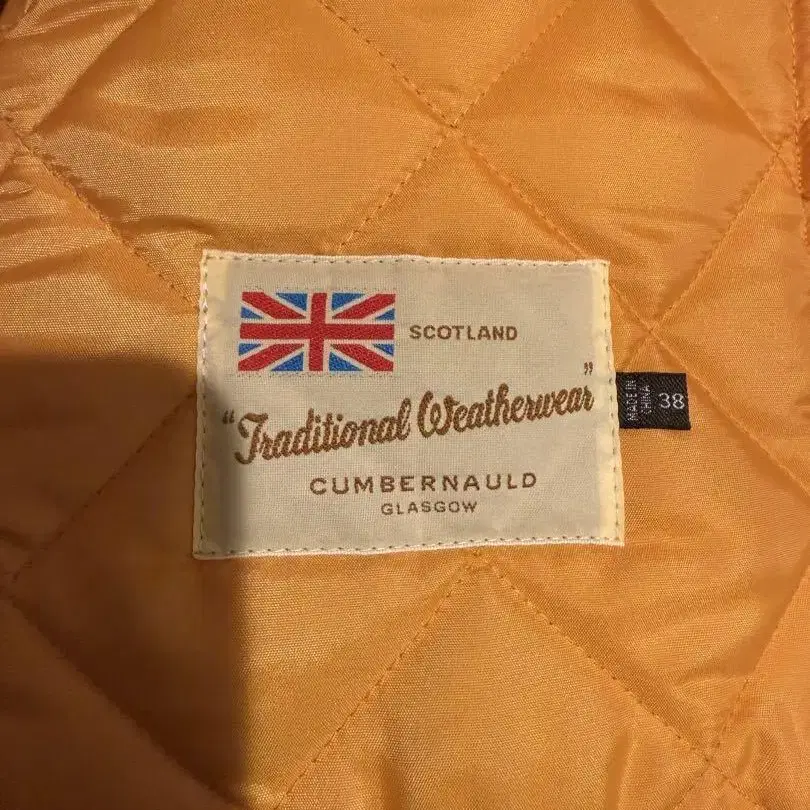 SCOTLAND
"Traditional Weatherwear"
CUMBERNAULD
GLASGOW
MADE IN
CHINA
38